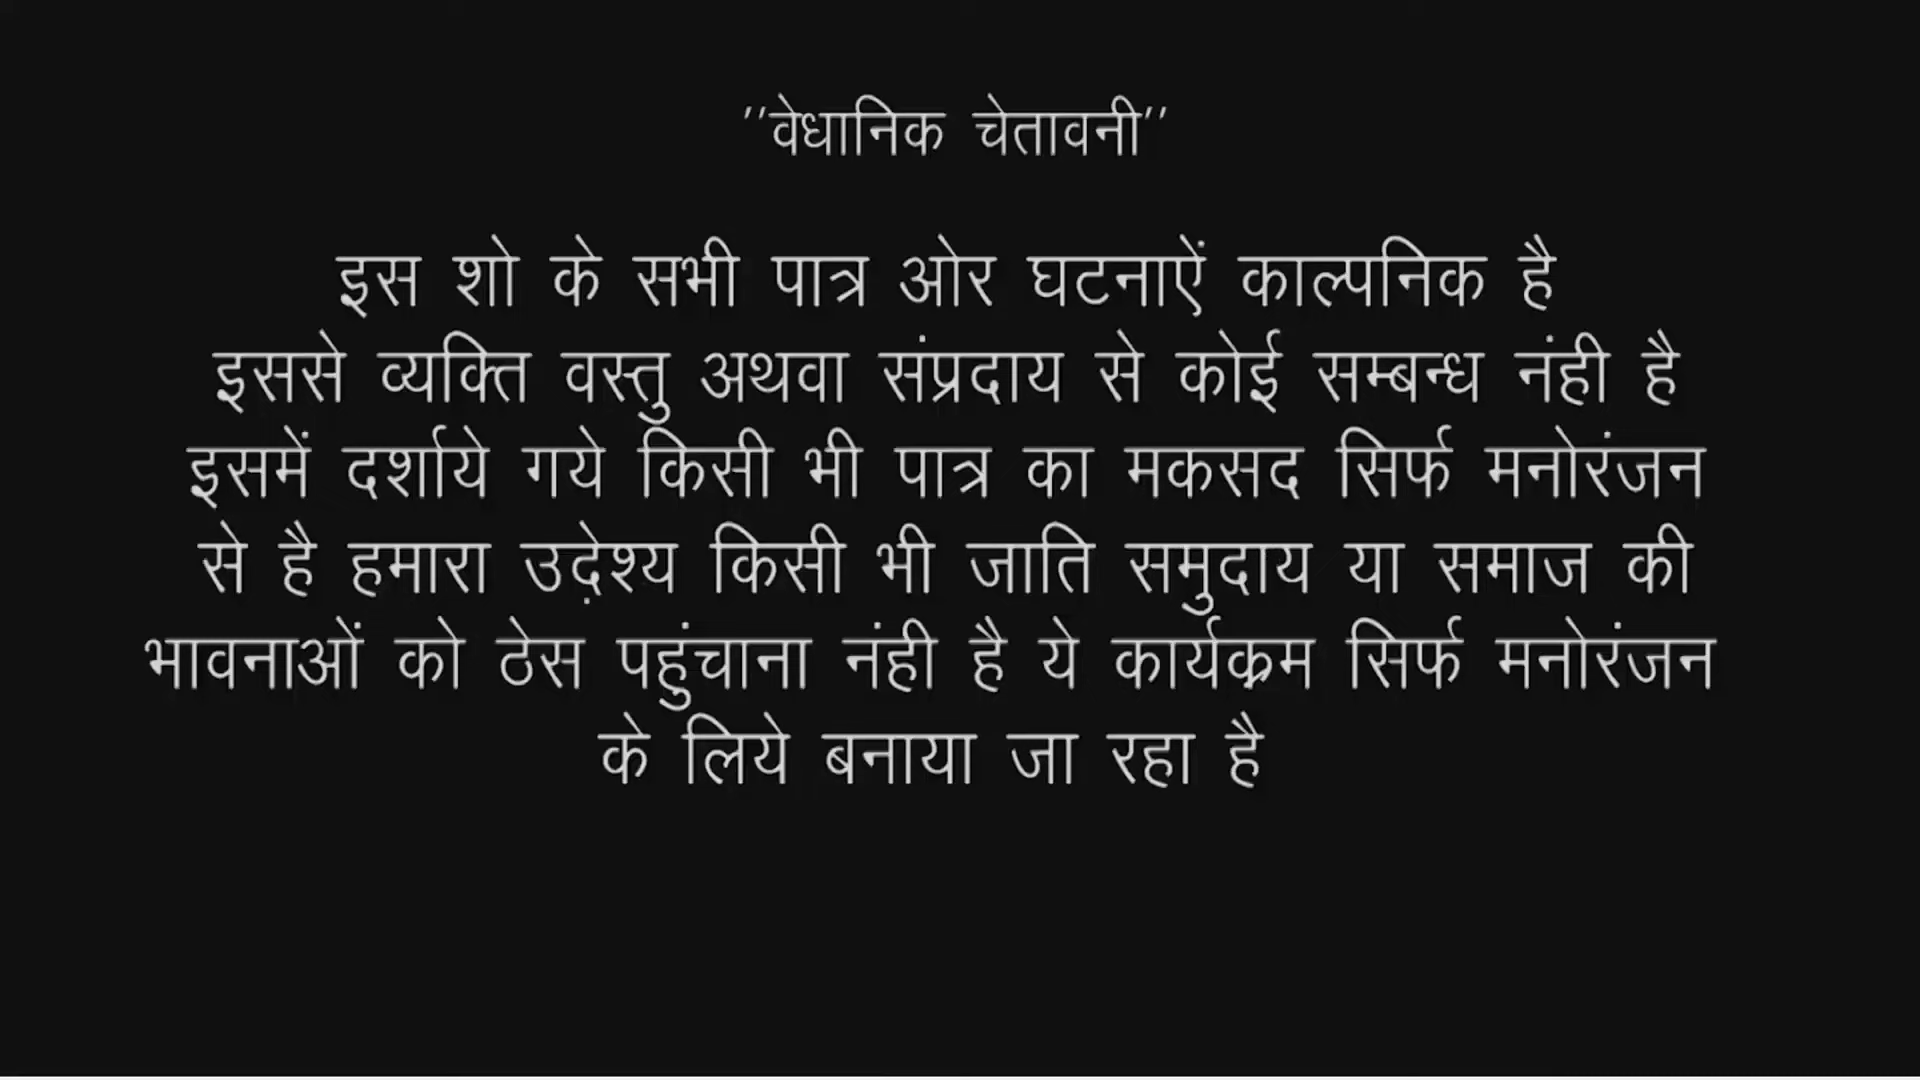 ''वेधानिक चेतावनी''
इस शो के सभी पात्र ओर घटनाऐं काल्पनिक है
इससे व्यक्ति वस्तु अथवा संप्रदाय से कोई सम्बन्ध नंही है
इसमें दर्शाये गये किसी भी पात्र का मकसद सिर्फ मनोरंजन
से है हमारा उद़ेश्य किसी भी जाति समुदाय या समाज की
भावनाओं को ठेस पहुंचाना नंही है ये कार्यक्रम सिर्फ मनोरंजन
के लिये बनाया जा रहा है